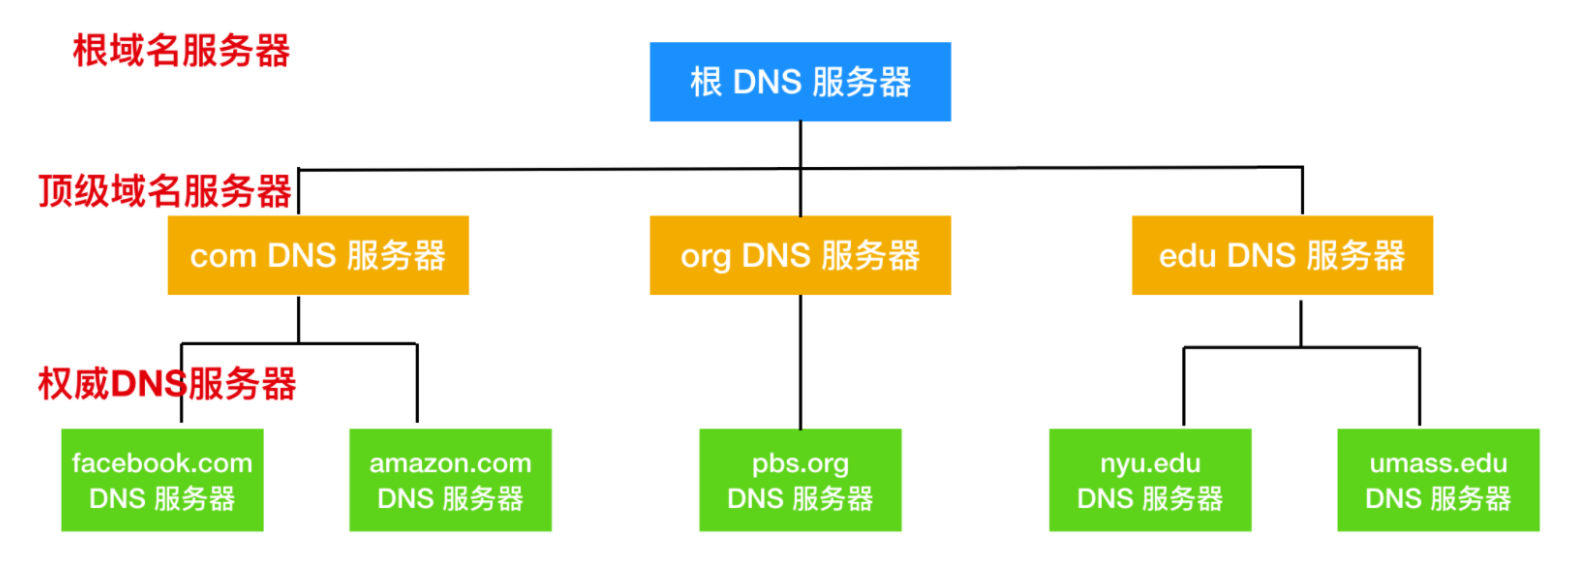 根域名服务器
根 DNS 服务器
顶级域名服务器
com DNS 服务器
org DNS 服务器
edu DNS 服务器
权威DNS服务器
facebook.com
DNS 服务器
amazon.com
DNS 服务器
pbs.org
DNS 服务器
nyu.edu
DNS 服务器
umass.edu
DNS 服务器